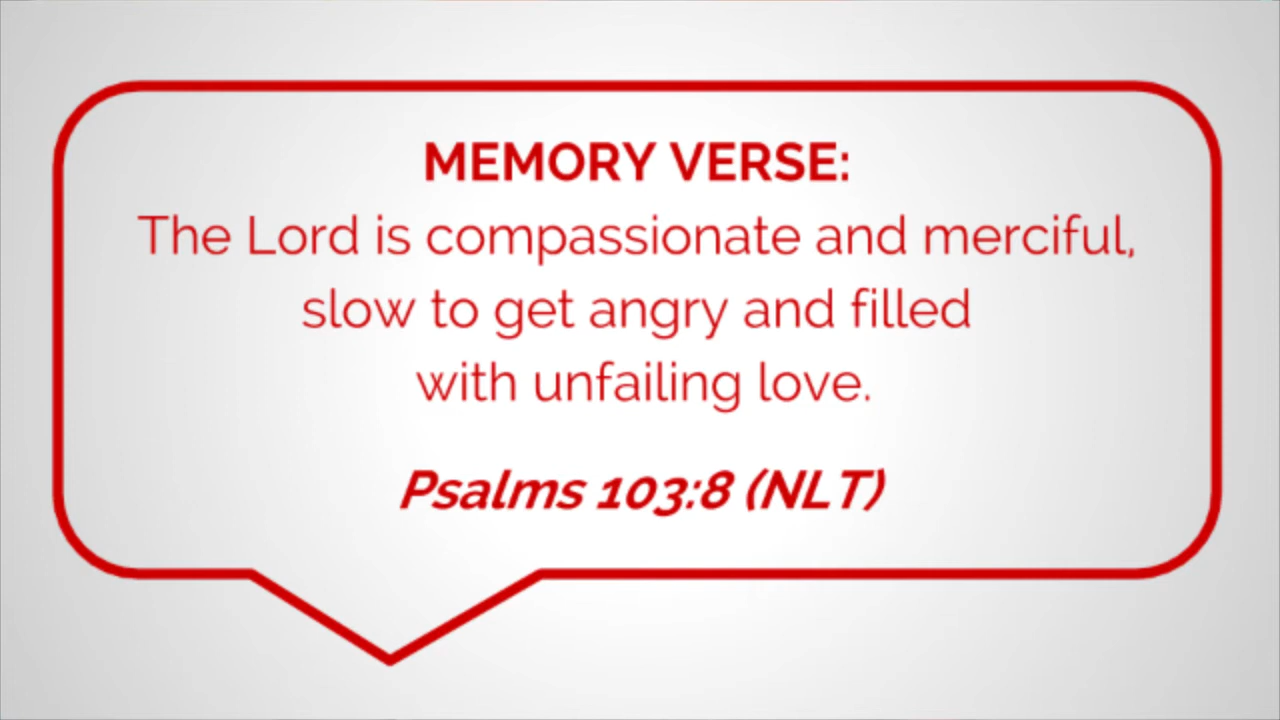 MEMORY VERSE:
The Lord is compassionate and merciful,
slow to get angry and filled
with unfailing love.
Psalms 103:8 (NLT)